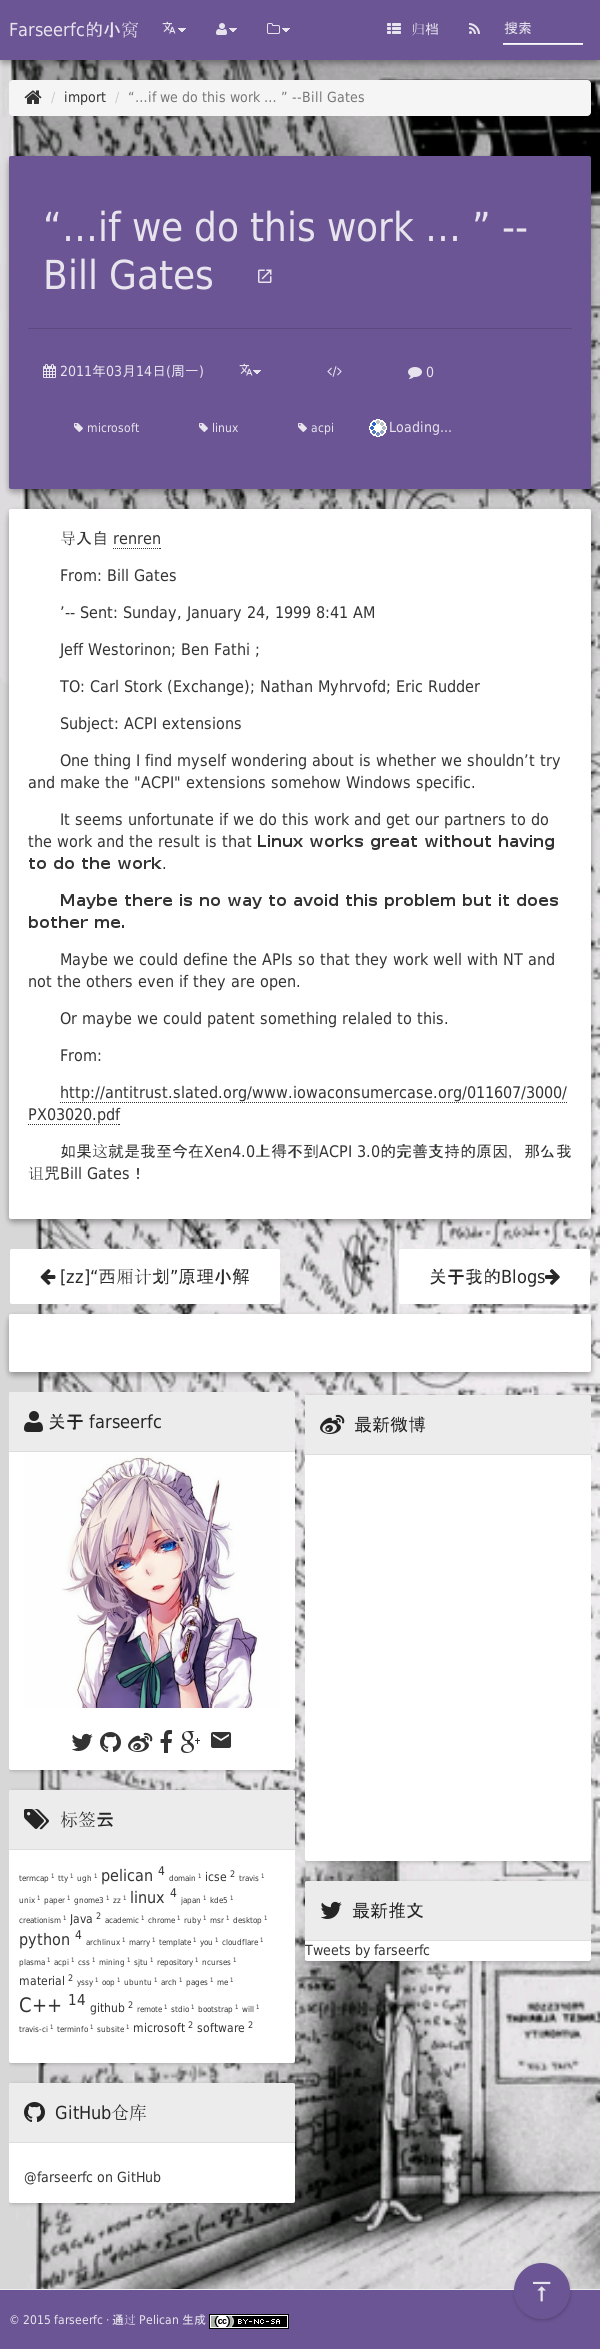 Farseerfc的小窝
归档
搜索
import / “...if we do this work ... ” --Bill Gates
“...if we do this work ... ” --
Bill Gates
2011年03月14日(周一)
</> 0
microsoft linux acpi Loading...
导入自 renren
From: Bill Gates
’-- Sent: Sunday, January 24, 1999 8:41 AM
Jeff Westorinon; Ben Fathi ;
TO: Carl Stork (Exchange); Nathan Myhrvofd; Eric Rudder
Subject: ACPI extensions
One thing I find myself wondering about is whether we shouldn’t try
and make the "ACPI" extensions somehow Windows specific.
It seems unfortunate if we do this work and get our partners to do
the work and the result is that Linux works great without having
to do the work.
Maybe there is no way to avoid this problem but it does
bother me.
Maybe we could define the APIs so that they work well with NT and
not the others even if they are open.
Or maybe we could patent something relaled to this.
From:
http://antitrust.slated.org/www.iowaconsumercase.org/011607/3000/
PX03020.pdf
如果这就是我至今在Xen4.0上得不到ACPI 3.0的完善支持的原因，那么我
诅咒Bill Gates！
[zz]“西厢计划”原理小解
关于我的Blogs
关于 farseerfc
标签云
termcap 1 tty 1 ugh 1 pelican 4 domain 1 icse 2 travis 1
unix 1 paper 1 gnome3 1 zz 1 linux 4 japan 1 kde5 1
creationism 1 Java 2 academic 1 chrome 1 ruby 1 msr 1 desktop 1
python 4 archlinux 1 marry 1 template 1 you 1 cloudflare 1
plasma 1 acpi 1 css 1 mining 1 sjtu 1 repository 1 ncurses 1
material 2 yssy 1 oop 1 ubuntu 1 arch 1 pages 1 me 1
C++ 14 github 2 remote 1 stdio 1 bootstrap 1 will 1
travis-ci 1 terminfo 1 subsite 1 microsoft 2 software 2
GitHub仓库
@farseerfc on GitHub
最新微博
最新推文
Tweets by farseerfc
© 2015 farseerfc · 通过 Pelican 生成 cc BY-NC-SA